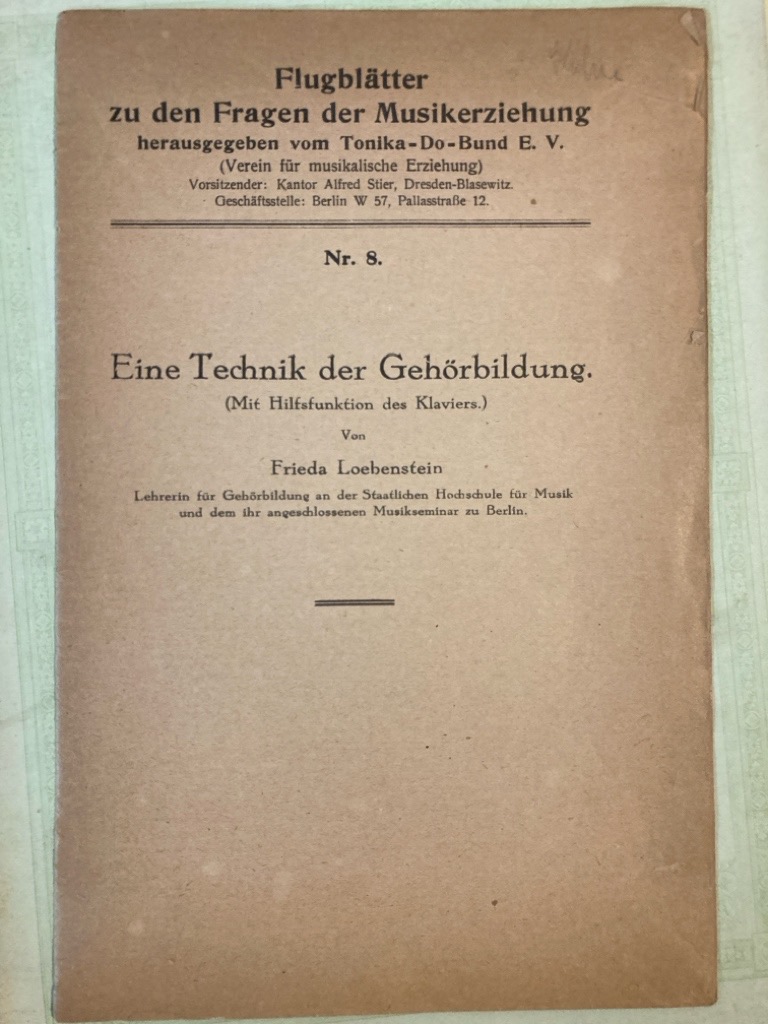 Flugblätter
zu den Fragen der Musikerziehung
herausgegeben vom Tonika-Do-Bund E. V.
(Verein für musikalische Erziehung)
Vorsitzender: Kantor Alfred Stier, Dresden-Blasewitz.
Geschäftsstelle: Berlin W 57, Pallasstraße 12.
Nr. 8.
Eine Technik der Gehörbildung.
(Mit Hilfsfunktion des Klaviers.)
Von
Frieda Loebenstein
Lehrerin für Gehörbildung an der Staatlichen Hochschule für Musik
und dem ihr angeschlossenen Musikseminar zu Berlin.